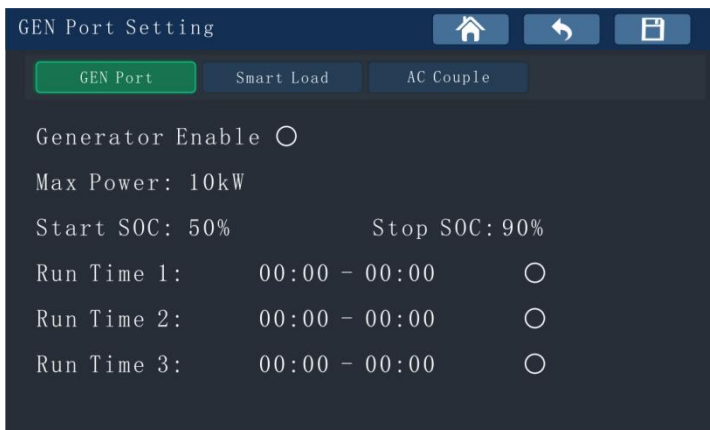 GEN Port Setting
GEN Port Smart Load AC Couple
Generator Enable
Max Power: 10kW
Start SOC: 50% Stop SOC: 90%
Run Time 1: 00:00 - 00:00
Run Time 2: 00:00 - 00:00
Run Time 3: 00:00 - 00:00